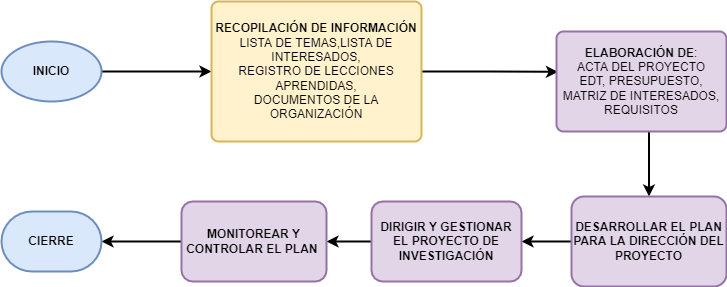 INICIO
RECOPILACIÓN DE INFORMACIÓN
LISTA DE TEMAS,LISTA DE
INTERESADOS,
REGISTRO DE LECCIONES
APRENDIDAS,
DOCUMENTOS DE LA
ORGANIZACIÓN
ELABORACIÓN DE:
ACTA DEL PROYECTO
EDT, PRESUPUESTO,
MATRIZ DE INTERESADOS,
REQUISITOS
DESARROLLAR EL PLAN
PARA LA DIRECCIÓN DEL
PROYECTO
DIRIGIR Y GESTIONAR
EL PROYECTO DE
INVESTIGACIÓN
MONITOREAR Y
CONTROLAR EL PLAN
CIERRE